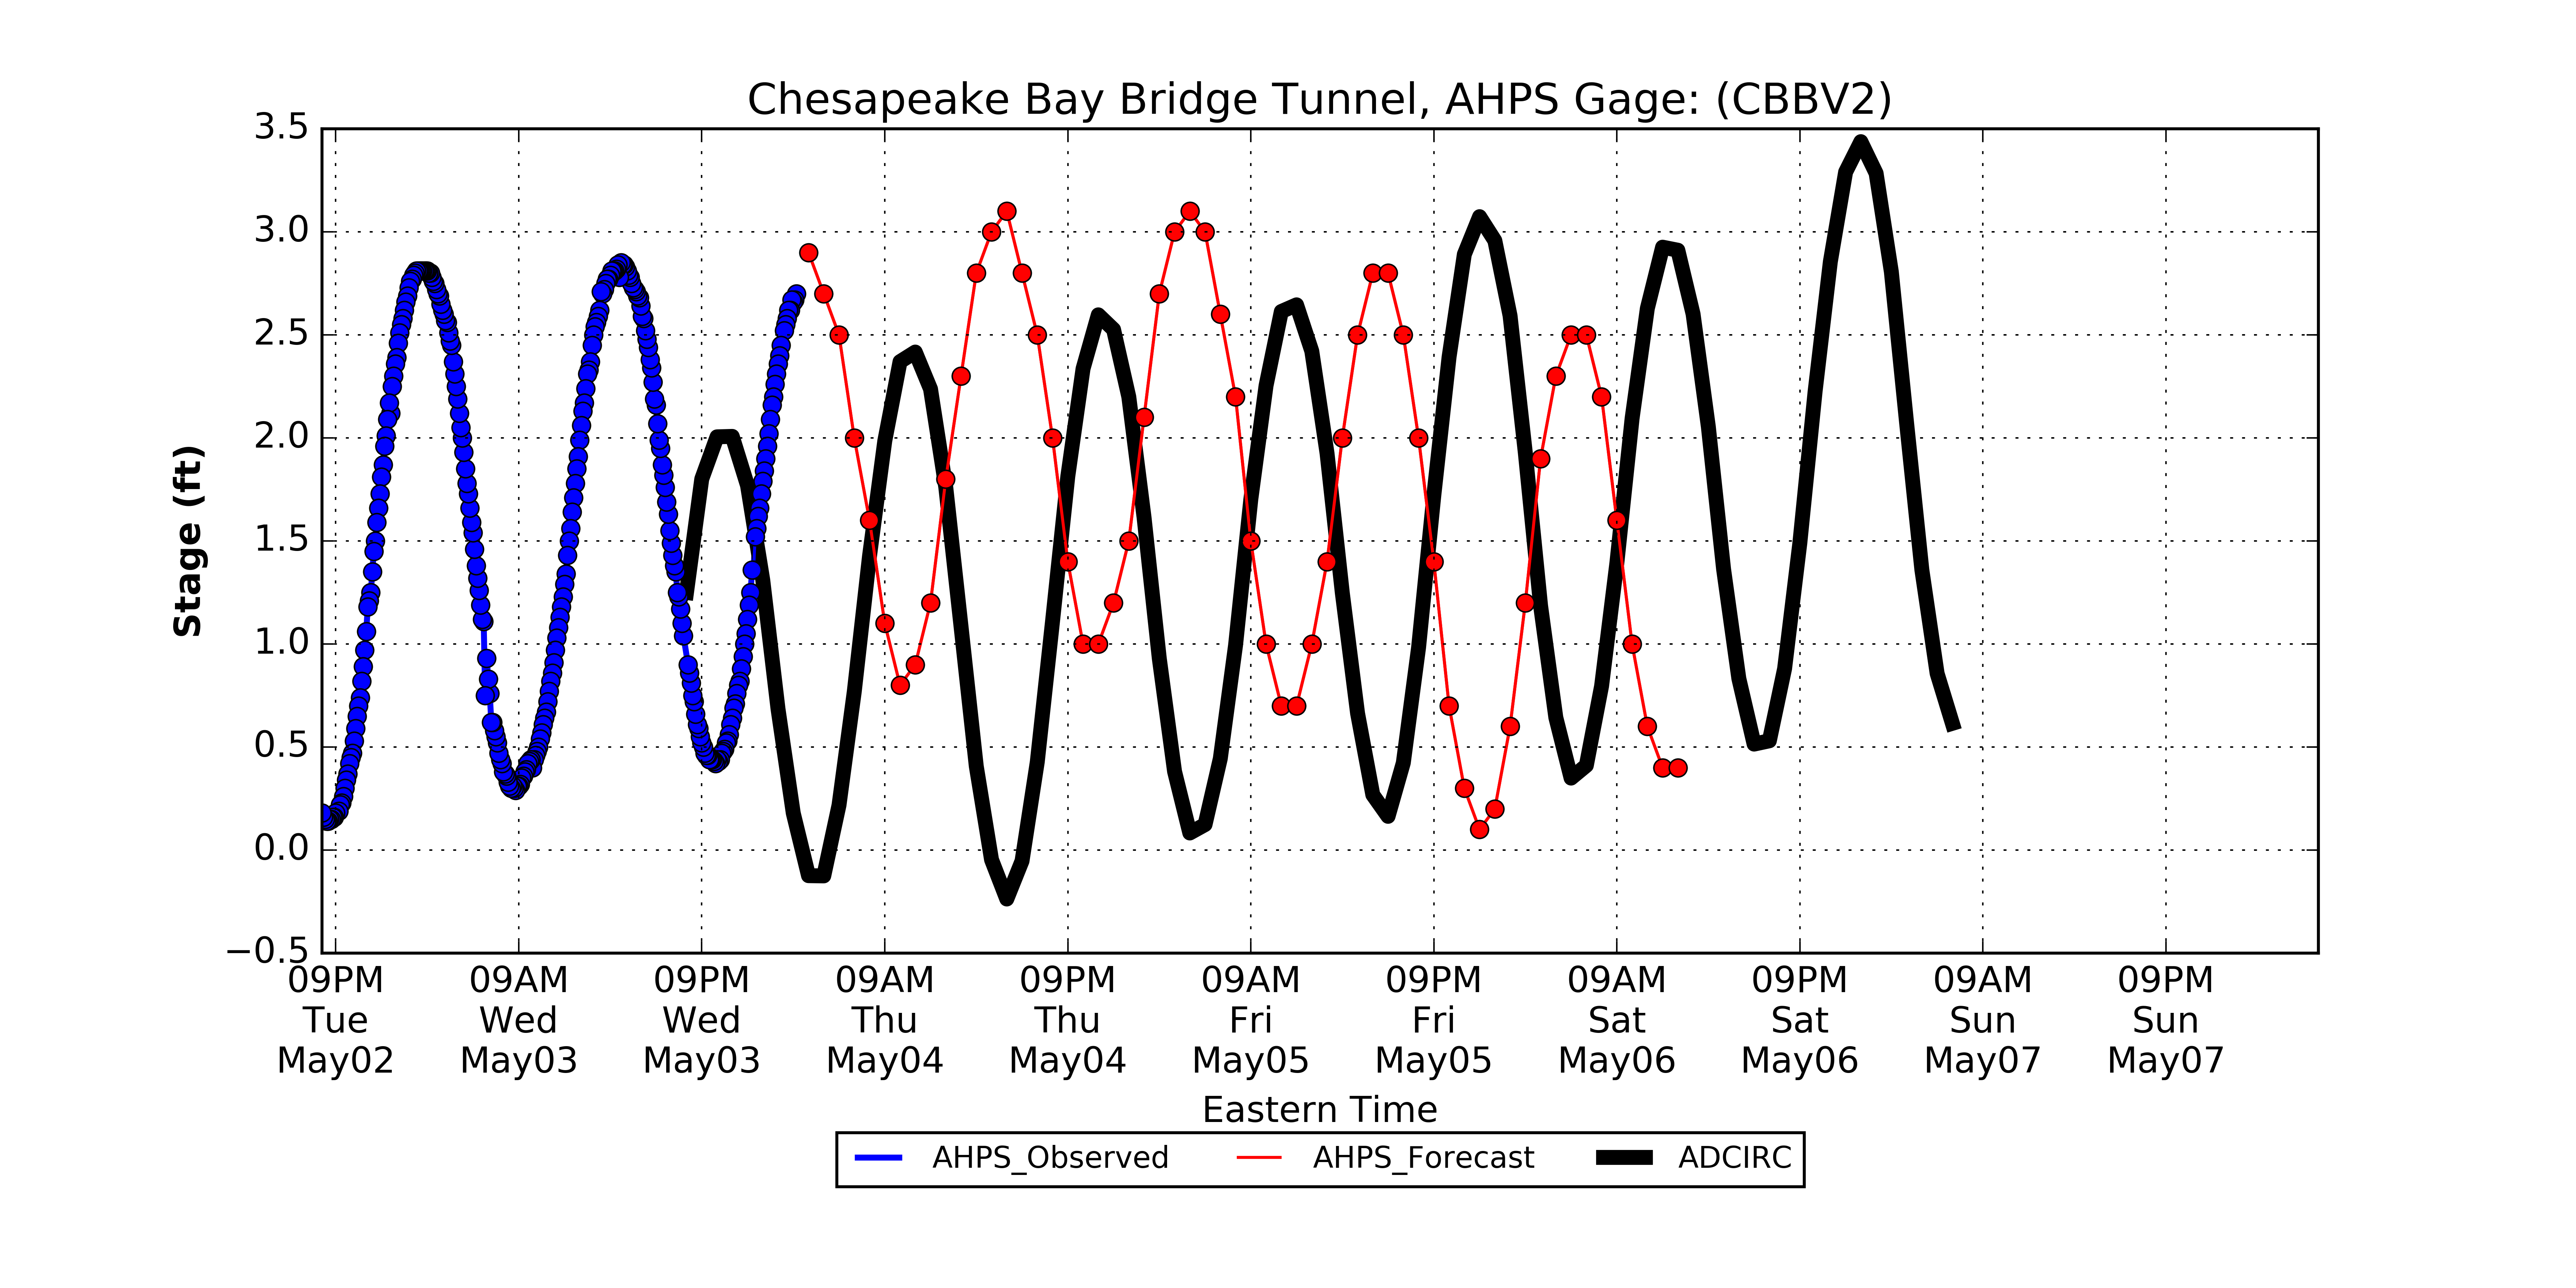 Chesapeake Bay Bridge Tunnel, AHPS Gage: (CBBV2)
3.5
3.0
2.5
2.0
1.5
1.0
0.5
0.0
−0.5
Stage (ft)
09PM 09AM 09PM 09AM 09PM 09AM 09PM 09AM 09PM 09AM 09PM
Tue Wed Wed Thu Thu Fri Fri Sat Sat Sun Sun
May02 May03 May03 May04 May04 May05 May05 May06 May06 May07 May07
Eastern Time
AHPS_Observed AHPS_Forecast ADCIRC